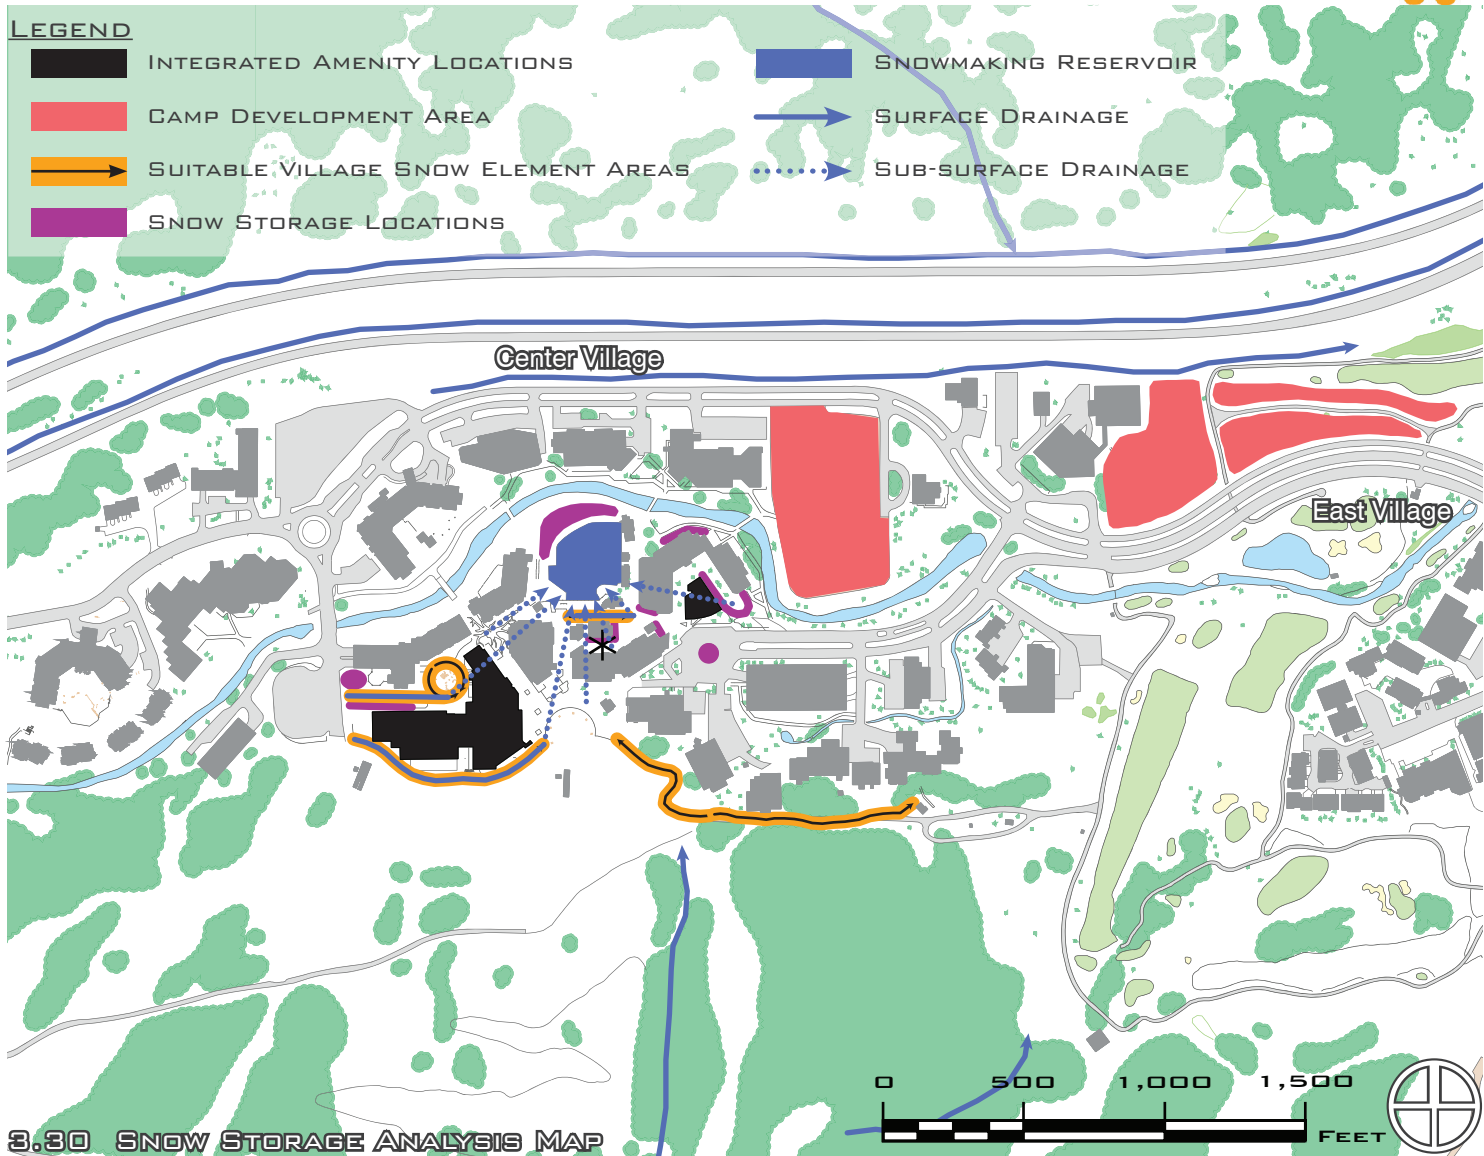 LEGEND
INTEGRATED AMENITY LOCATIONS
CAMP DEVELOPMENT AREA
SUITABLE VILLAGE SNOW ELEMENT AREAS
SNOW STORAGE LOCATIONS
SNOWMAKING RESERVOIR
SURFACE DRAINAGE
SUB-SURFACE DRAINAGE
Center Village
East Village
0 500 1,000 1,500
FEET
3.30 SNOW STORAGE ANALYSIS MAP